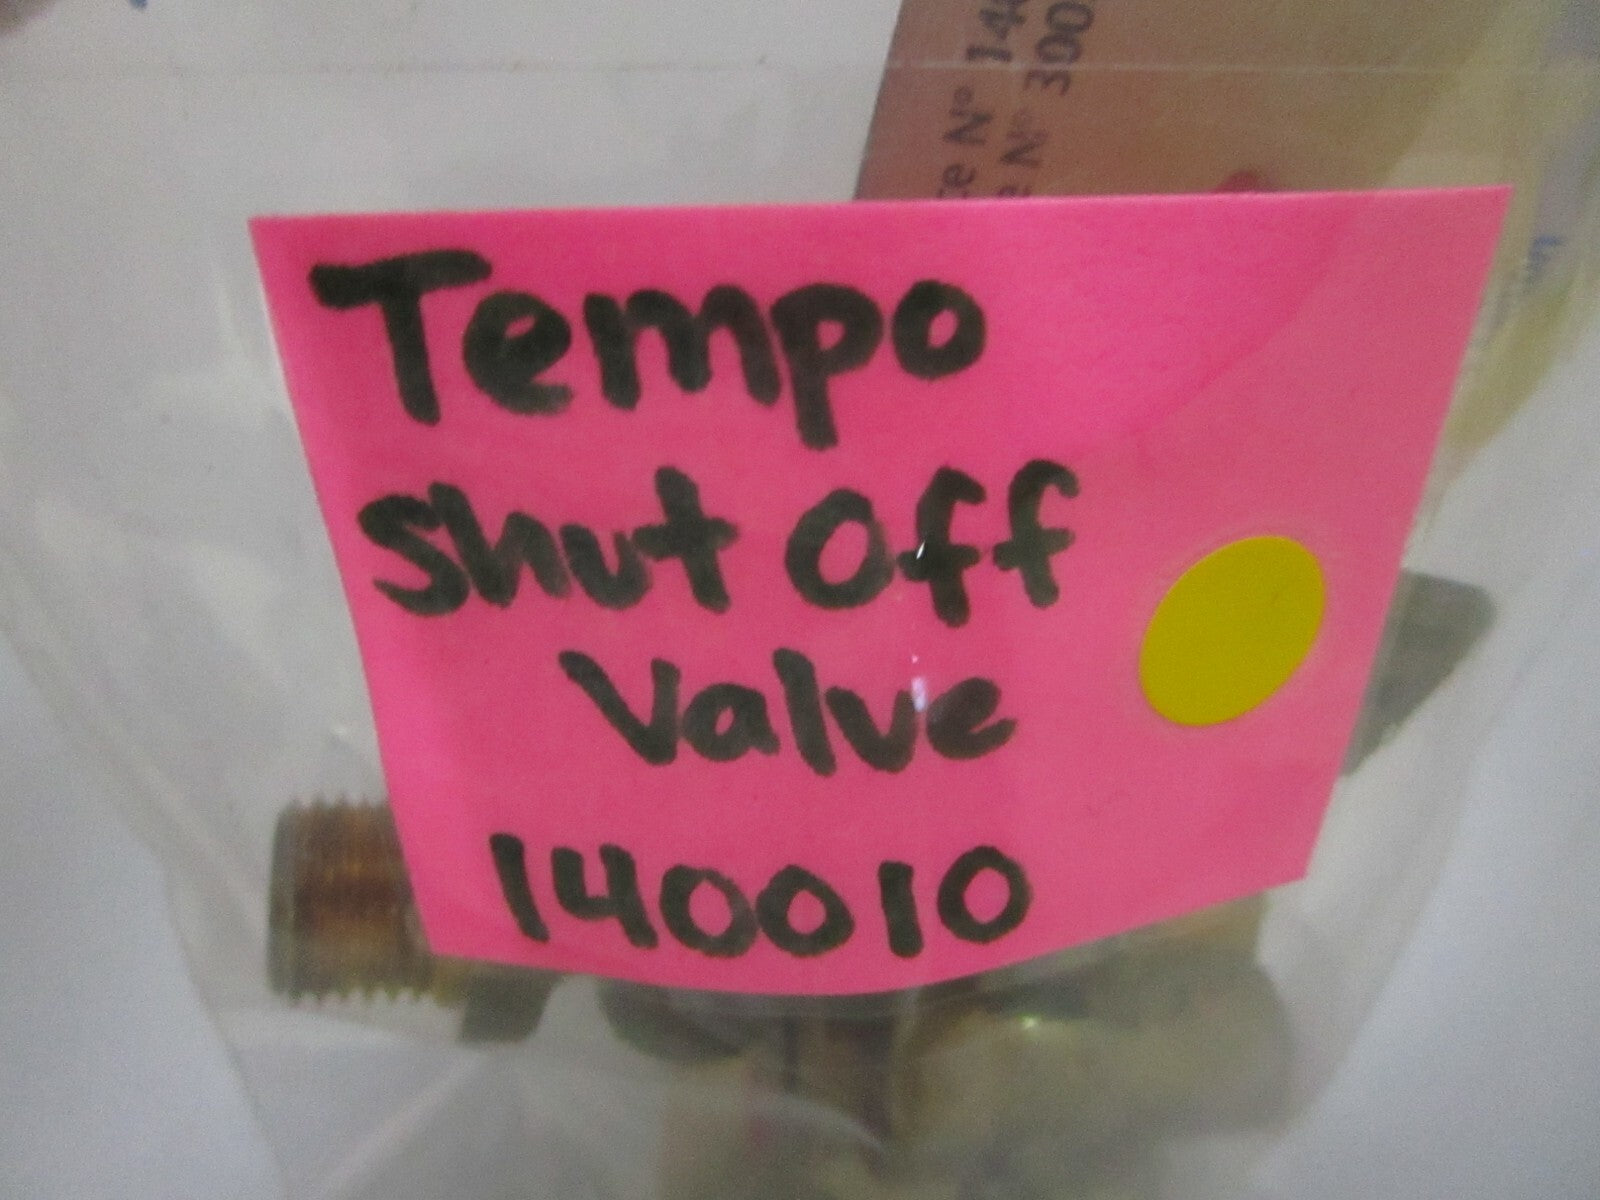 Tempo
Shut Off
Valve
140010